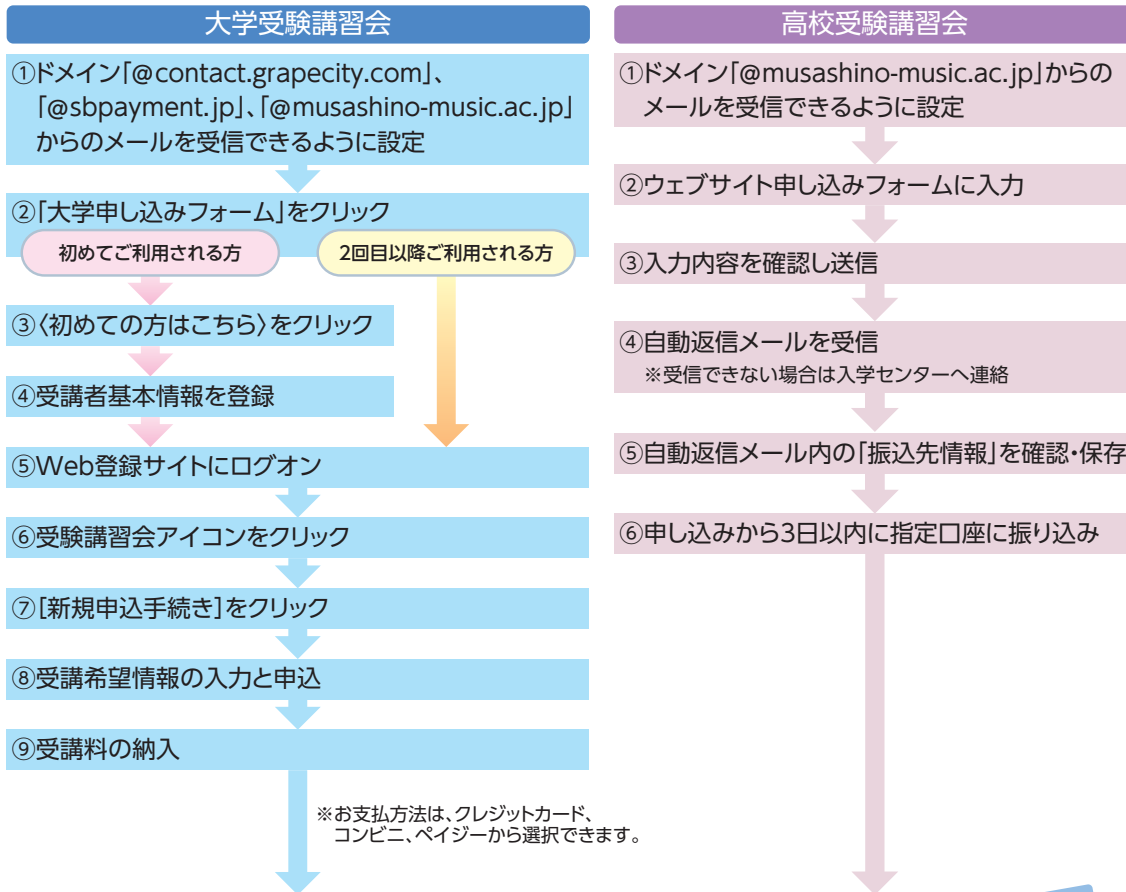 大学受験講習会
①ドメイン「@contact.grapecity.com」、
「@sbpayment.jp」、「@musashino-music.ac.jp」
からのメールを受信できるように設定
②「大学申し込みフォーム」をクリック
初めてご利用される方
2回目以降ご利用される方
③〈初めての方はこちら〉をクリック
④受講者基本情報を登録
⑤Web登録サイトにログオン
⑥受験講習会アイコンをクリック
⑦[新規申込手続き]をクリック
⑧受講希望情報の入力と申込
⑨受講料の納入
※お支払方法は、クレジットカード、
コンビニ、ペイジーから選択できます。
高校受験講習会
①ドメイン「@musashino-music.ac.jp」からの
メールを受信できるように設定
②ウェブサイト申し込みフォームに入力
③入力内容を確認し送信
④自動返信メールを受信
※受信できない場合は入学センターへ連絡
⑤自動返信メール内の「振込先情報」を確認・保存
⑥申し込みから3日以内に指定口座に振り込み